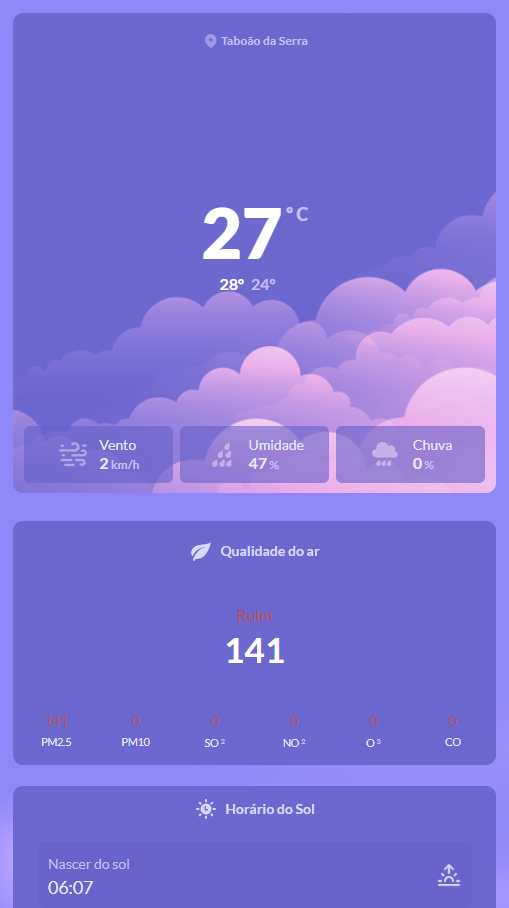 Taboão da Serra
27°C
28° 24°
Vento
2 km/h
Umidade
47 %
Chuva
0 %
Qualidade do ar
Ruim
141
141 0 0 0 0 0
PM2.5 PM10 SO 2 NO 2 O 3 CO
Horário do Sol
Nascer do sol
06:07